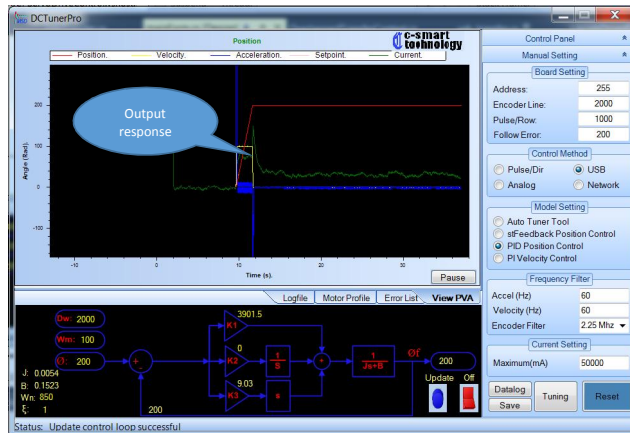 DCTunerPro
c-smart
technology
Position
Position. Velocity. Acceleration. Setpoint. Current.
Output
response
Angle (Rad).
200
100
0
-100
-10 0 10 20 30
Time (s).
Pause
Logfile Motor Profile Error List View PVA
Dw: 2000
Wm: 100
200
K1 3901.5
K2 0
K3 9.03
1
S
s
+
-
+
1
Js+B
Θf
200
200
J: 0.0054
B: 0.1523
Wn: 850
ξ: 1
Update Off
Status: Update control loop successful
Control Panel
Manual Setting
Board Setting
Address: 255
Encoder Line: 2000
Pulse/Row: 1000
Follow Error: 200
Control Method
Pulse/Dir USB
Analog Network
Model Setting
Auto Tuner Tool
stFeedback Position Control
PID Position Control
PI Velocity Control
Frequency Filter
Accel (Hz) 60
Velocity (Hz) 60
Encoder Filter 2.25 Mhz
Current Setting
Maximum(mA) 50000
Datalog
Save
Tuning
Reset